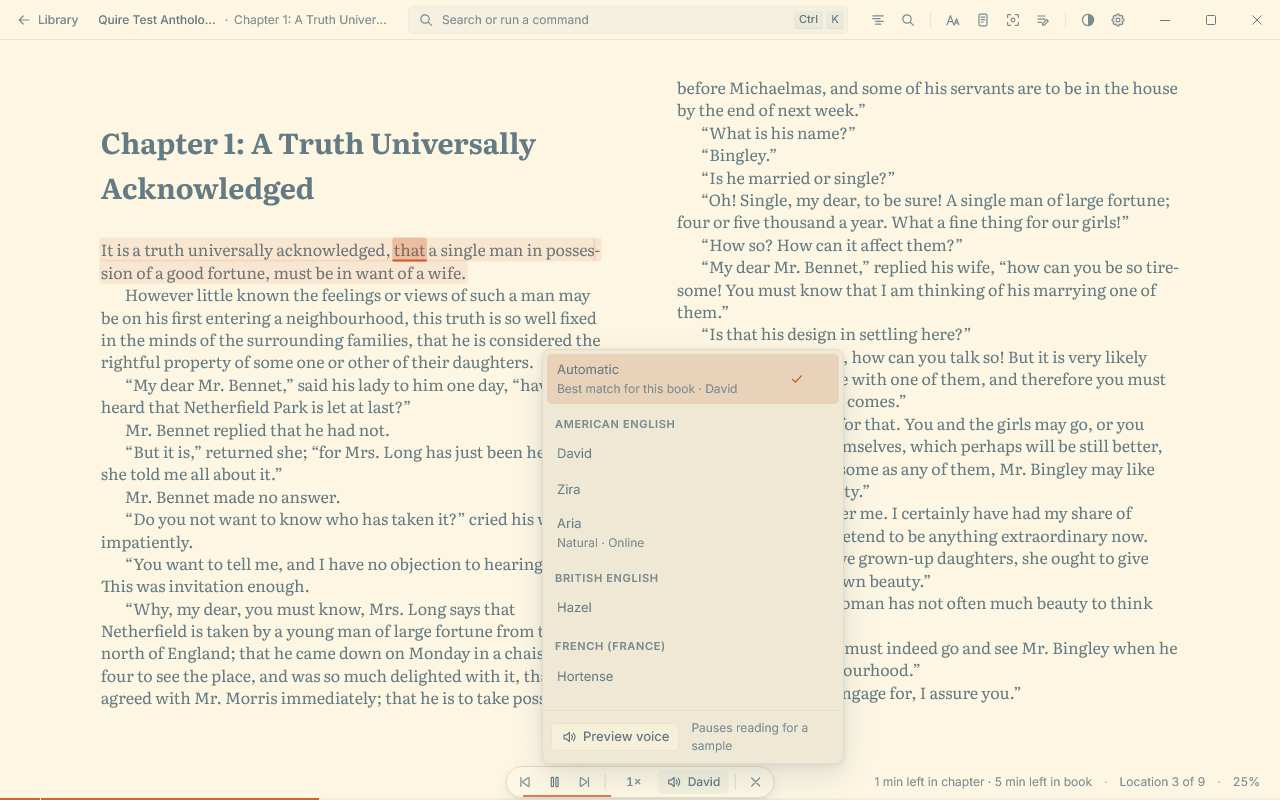 Library
Quire Test Antholo... · Chapter 1: A Truth Univer...
Search or run a command
Ctrl K
Chapter 1: A Truth Universally
Acknowledged
It is a truth universally acknowledged, that a single man in posses-
sion of a good fortune, must be in want of a wife.
However little known the feelings or views of such a man may
be on his first entering a neighbourhood, this truth is so well fixed
in the minds of the surrounding families, that he is considered the
rightful property of some one or other of their daughters.
“My dear Mr. Bennet,” said his lady to him one day, “hav
heard that Netherfield Park is let at last?”
Mr. Bennet replied that he had not.
“But it is,” returned she; “for Mrs. Long has just been he
she told me all about it.”
Mr. Bennet made no answer.
“Do you not want to know who has taken it?” cried his w
impatiently.
“You want to tell me, and I have no objection to hearing
This was invitation enough.
“Why, my dear, you must know, Mrs. Long says that
Netherfield is taken by a young man of large fortune from t
north of England; that he came down on Monday in a chais
four to see the place, and was so much delighted with it, tha
agreed with Mr. Morris immediately; that he is to take poss
before Michaelmas, and some of his servants are to be in the house
by the end of next week.”
“What is his name?”
“Bingley.”
“Is he married or single?”
“Oh! Single, my dear, to be sure! A single man of large fortune;
four or five thousand a year. What a fine thing for our girls!”
“How so? How can it affect them?”
“My dear Mr. Bennet,” replied his wife, “how can you be so tire-
some! You must know that I am thinking of his marrying one of
them.”
“Is that his design in settling here?”
, how can you talk so! But it is very likely
e with one of them, and therefore you must
comes.”
for that. You and the girls may go, or you
mselves, which perhaps will be still better,
some as any of them, Mr. Bingley may like
ty.”
er me. I certainly have had my share of
etend to be anything extraordinary now.
ve grown-up daughters, she ought to give
wn beauty.”
oman has not often much beauty to think
must indeed go and see Mr. Bingley when he
ourhood.”
ngage for, I assure you.”
Automatic
Best match for this book · David
AMERICAN ENGLISH
David
Zira
Aria
Natural · Online
BRITISH ENGLISH
Hazel
FRENCH (FRANCE)
Hortense
Preview voice
Pauses reading for a
sample
1×
David
1 min left in chapter · 5 min left in book · Location 3 of 9 · 25%